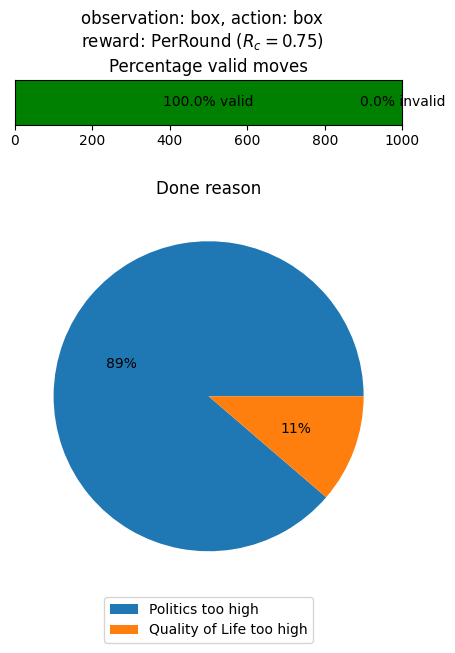 observation: box, action: box
reward: PerRound (R_c = 0.75)
Percentage valid moves
100.0% valid
0.0% invalid
0 200 400 600 800 1000
Done reason
89%
11%
Politics too high
Quality of Life too high